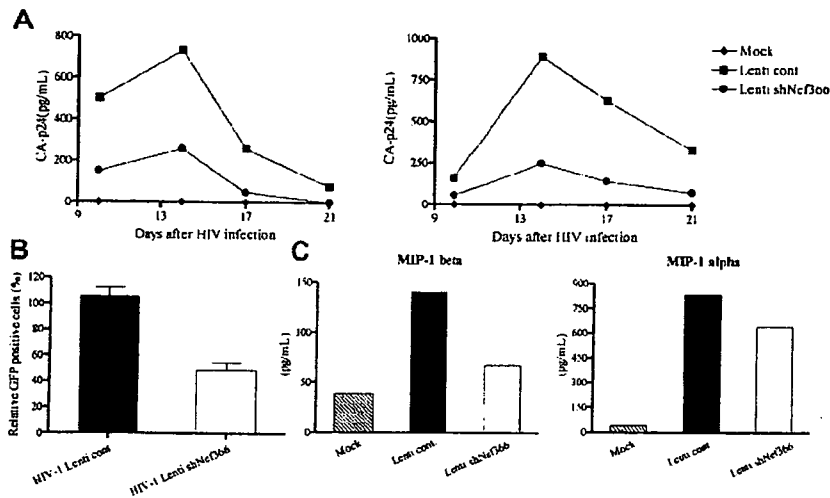 A
CA-p24(pg/mL)
800
600
400
200
0
9
13
17
21
Days after HIV infection
CA-p24(pg/mL)
1000
750
500
250
0
9
13
17
21
Days after HIV infection
Mock
Lenti cont
Lenti shNef366
B
Relative GFP positive cells (%)
120
100
80
60
40
20
0
HIV-1 Lenti cont
HIV-1 Lenti shNef366
C
MIP-1 beta
(pg/mL)
150
100
50
0
Mock
Lenti cont.
Lenti shNef366
MIP-1 alpha
(pg/mL)
900
750
600
450
300
150
0
Mock
Lenti cont
Lenti shNef366